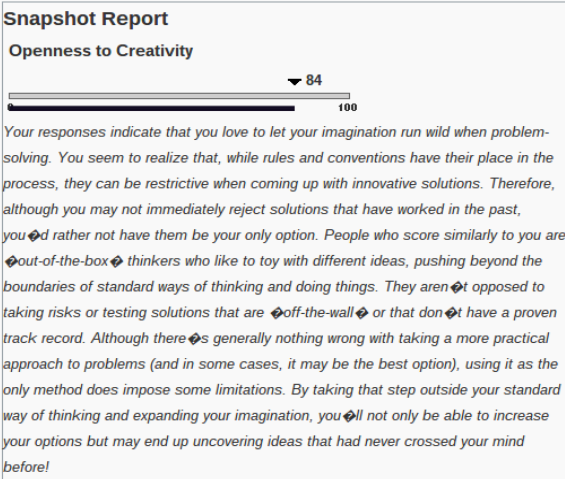 Snapshot Report
Openness to Creativity
84
0 100
Your responses indicate that you love to let your imagination run wild when problem-
solving. You seem to realize that, while rules and conventions have their place in the
process, they can be restrictive when coming up with innovative solutions. Therefore,
although you may not immediately reject solutions that have worked in the past,
you�d rather not have them be your only option. People who score similarly to you are
�out-of-the-box� thinkers who like to toy with different ideas, pushing beyond the
boundaries of standard ways of thinking and doing things. They aren�t opposed to
taking risks or testing solutions that are �off-the-wall� or that don�t have a proven
track record. Although there�s generally nothing wrong with taking a more practical
approach to problems (and in some cases, it may be the best option), using it as the
only method does impose some limitations. By taking that step outside your standard
way of thinking and expanding your imagination, you�ll not only be able to increase
your options but may end up uncovering ideas that had never crossed your mind
before!